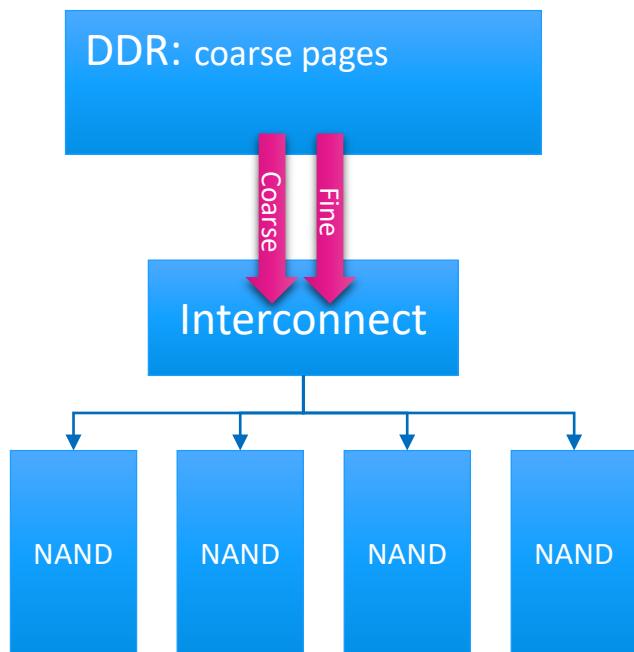 DDR: coarse pages
Coarse
Fine
Interconnect
NAND
NAND
NAND
NAND